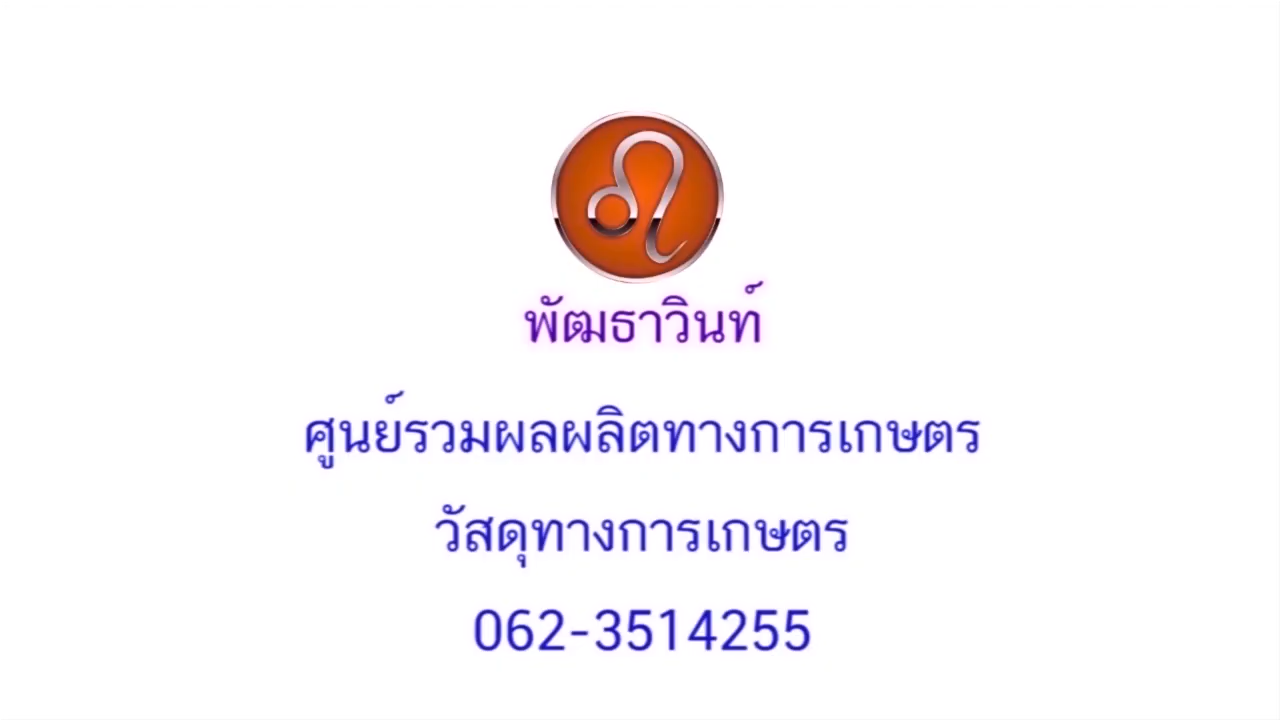 พัฒธาวินท์
ศูนย์รวมผลผลิตทางการเกษตร
วัสดุทางการเกษตร
062-3514255